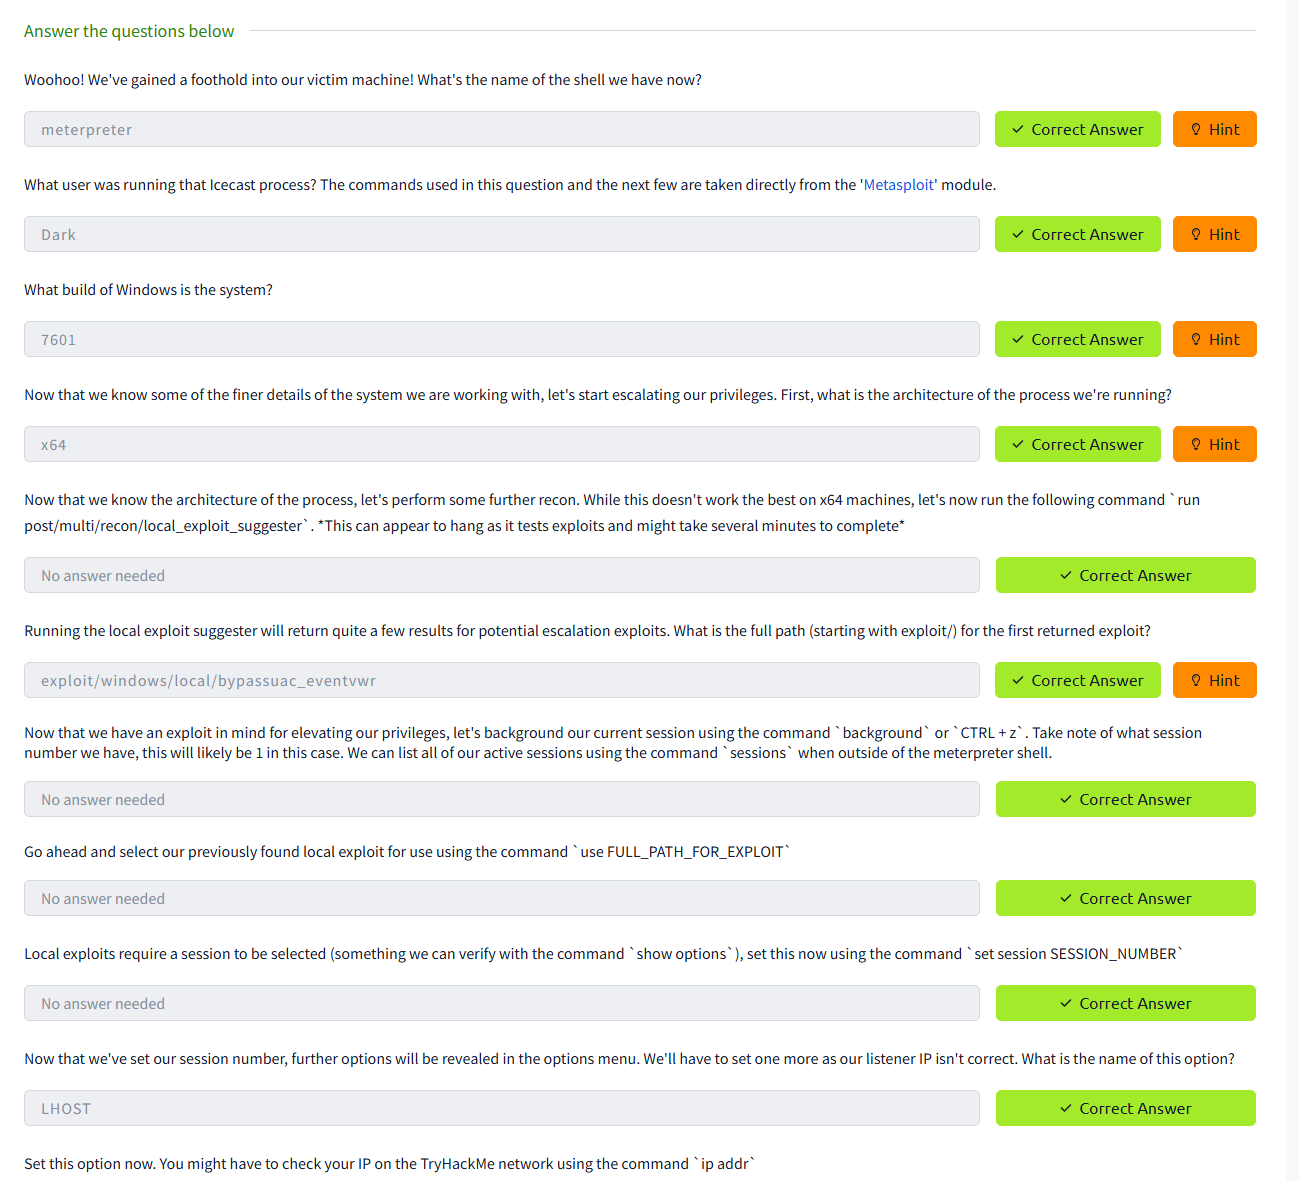 Answer the questions below
Woohoo! We've gained a foothold into our victim machine! What's the name of the shell we have now?
meterpreter
Correct Answer
Hint
What user was running that Icecast process? The commands used in this question and the next few are taken directly from the 'Metasploit' module.
Dark
Correct Answer
Hint
What build of Windows is the system?
7601
Correct Answer
Hint
Now that we know some of the finer details of the system we are working with, let's start escalating our privileges. First, what is the architecture of the process we're running?
x64
Correct Answer
Hint
Now that we know the architecture of the process, let's perform some further recon. While this doesn't work the best on x64 machines, let's now run the following command `run
post/multi/recon/local_exploit_suggester`. *This can appear to hang as it tests exploits and might take several minutes to complete*
No answer needed
Correct Answer
Running the local exploit suggester will return quite a few results for potential escalation exploits. What is the full path (starting with exploit/) for the first returned exploit?
exploit/windows/local/bypassuac_eventvwr
Correct Answer
Hint
Now that we have an exploit in mind for elevating our privileges, let's background our current session using the command `background` or `CTRL + z`. Take note of what session
number we have, this will likely be 1 in this case. We can list all of our active sessions using the command `sessions` when outside of the meterpreter shell.
No answer needed
Correct Answer
Go ahead and select our previously found local exploit for use using the command `use FULL_PATH_FOR_EXPLOIT`
No answer needed
Correct Answer
Local exploits require a session to be selected (something we can verify with the command `show options`), set this now using the command `set session SESSION_NUMBER`
No answer needed
Correct Answer
Now that we've set our session number, further options will be revealed in the options menu. We'll have to set one more as our listener IP isn't correct. What is the name of this option?
LHOST
Correct Answer
Set this option now. You might have to check your IP on the TryHackMe network using the command `ip addr`